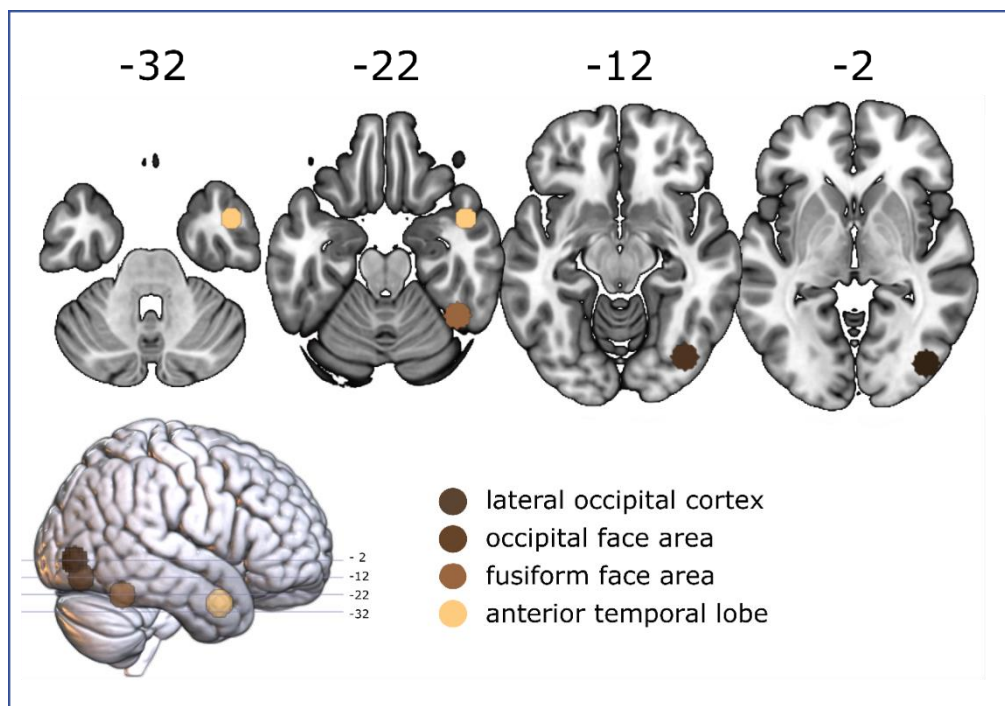 -32 -22 -12 -2
lateral occipital cortex
occipital face area
fusiform face area
anterior temporal lobe
- 2
-12
-22
-32